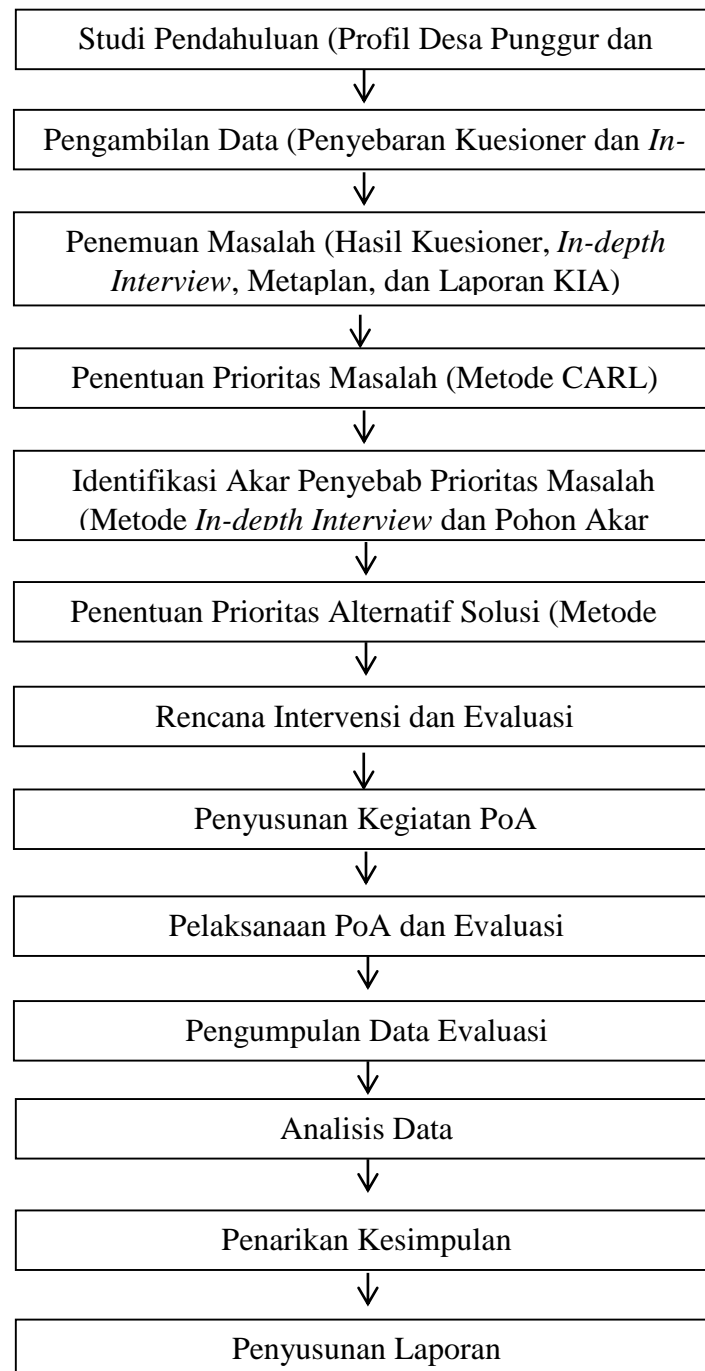 Studi Pendahuluan (Profil Desa Punggur dan
Pengambilan Data (Penyebaran Kuesioner dan In-
Penemuan Masalah (Hasil Kuesioner, In-depth
Interview, Metaplan, dan Laporan KIA)
Penentuan Prioritas Masalah (Metode CARL)
Identifikasi Akar Penyebab Prioritas Masalah
(Metode In-depth Interview dan Pohon Akar
Penentuan Prioritas Alternatif Solusi (Metode
Rencana Intervensi dan Evaluasi
Penyusunan Kegiatan PoA
Pelaksanaan PoA dan Evaluasi
Pengumpulan Data Evaluasi
Analisis Data
Penarikan Kesimpulan
Penyusunan Laporan